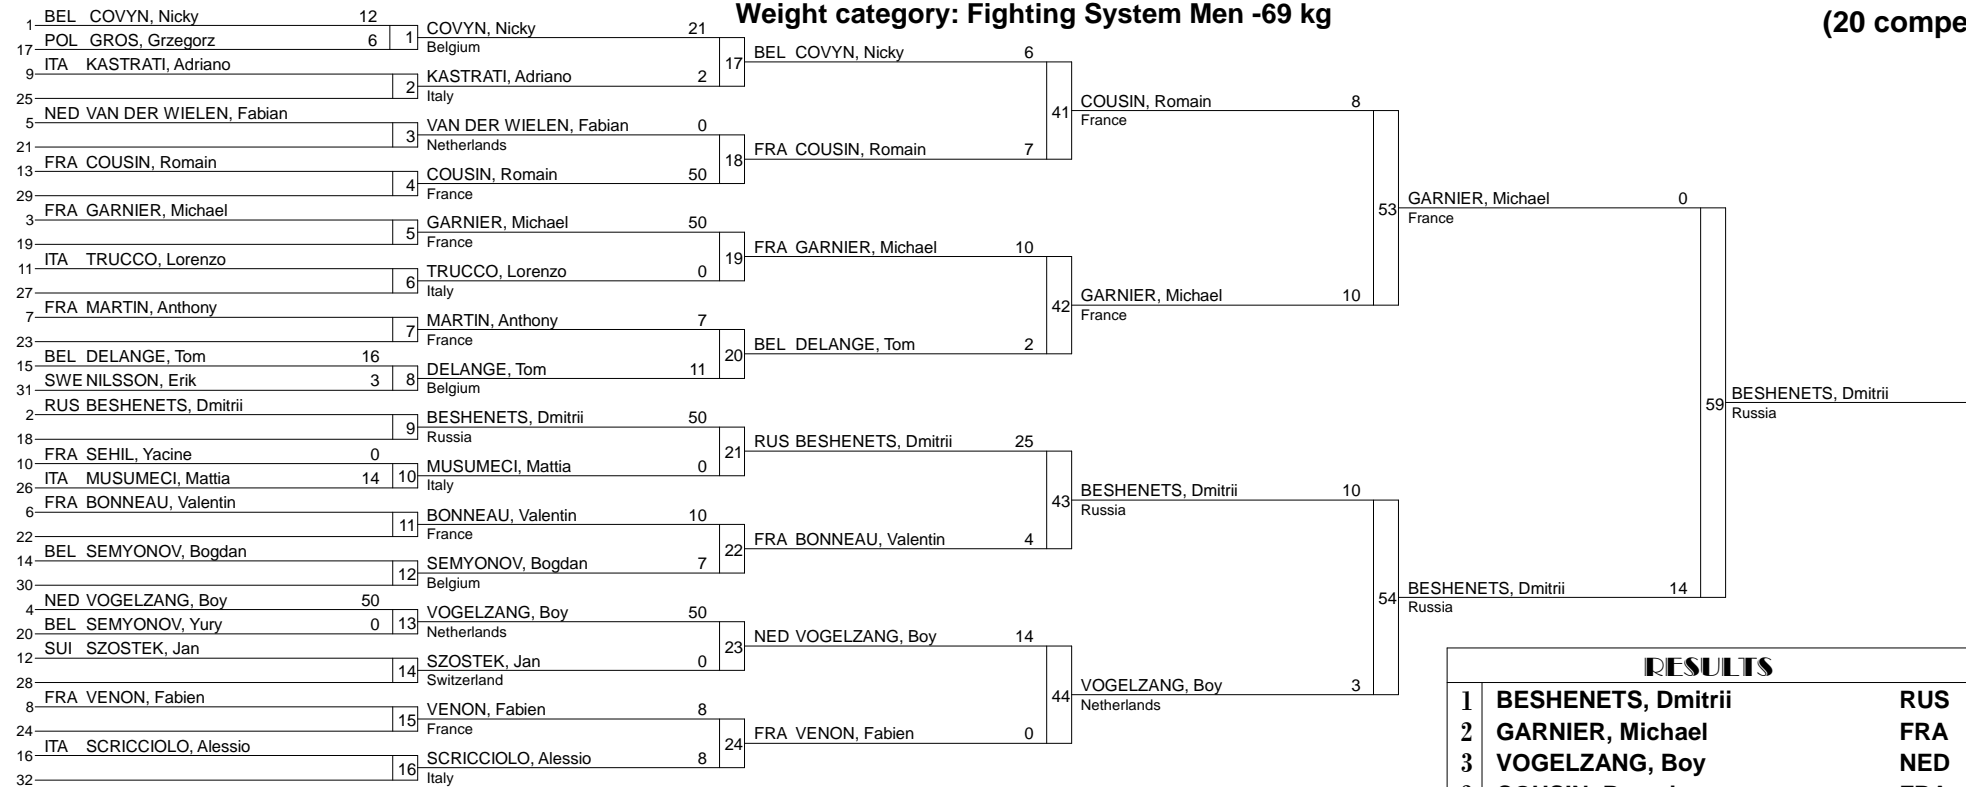 Weight category: Fighting System Men -69 kg
(20 compe
1 BEL COVYN, Nicky 12
17 POL GROS, Grzegorz 6
9 ITA KASTRATI, Adriano
25
5 NED VAN DER WIELEN, Fabian
21
13 FRA COUSIN, Romain
29
3 FRA GARNIER, Michael
19
11 ITA TRUCCO, Lorenzo
27
7 FRA MARTIN, Anthony
23
15 BEL DELANGE, Tom 16
31 SWE NILSSON, Erik 3
2 RUS BESHENETS, Dmitrii
18
10 FRA SEHIL, Yacine 0
26 ITA MUSUMECI, Mattia 14
6 FRA BONNEAU, Valentin
22
14 BEL SEMYONOV, Bogdan
30
4 NED VOGELZANG, Boy 50
20 BEL SEMYONOV, Yury 0
12 SUI SZOSTEK, Jan
28
8 FRA VENON, Fabien
24
16 ITA SCRICCIOLO, Alessio
32
1 COVYN, Nicky 21
Belgium
2 KASTRATI, Adriano 2
Italy
3 VAN DER WIELEN, Fabian 0
Netherlands
4 COUSIN, Romain 50
France
5 GARNIER, Michael 50
France
6 TRUCCO, Lorenzo 0
Italy
7 MARTIN, Anthony 7
France
8 DELANGE, Tom 11
Belgium
9 BESHENETS, Dmitrii 50
Russia
10 MUSUMECI, Mattia 0
Italy
11 BONNEAU, Valentin 10
France
12 SEMYONOV, Bogdan 7
Belgium
13 VOGELZANG, Boy 50
Netherlands
14 SZOSTEK, Jan 0
Switzerland
15 VENON, Fabien 8
France
16 SCRICCIOLO, Alessio 8
Italy
17 BEL COVYN, Nicky 6
18 FRA COUSIN, Romain 7
19 FRA GARNIER, Michael 10
20 BEL DELANGE, Tom 2
21 RUS BESHENETS, Dmitrii 25
22 FRA BONNEAU, Valentin 4
23 NED VOGELZANG, Boy 14
24 FRA VENON, Fabien 0
41 COUSIN, Romain 8
France
42 GARNIER, Michael 10
France
43 BESHENETS, Dmitrii 10
Russia
44 VOGELZANG, Boy 3
Netherlands
53 GARNIER, Michael 0
France
54 BESHENETS, Dmitrii 14
Russia
59 BESHENETS, Dmitrii
Russia
RESULTS
1 BESHENETS, Dmitrii RUS
2 GARNIER, Michael FRA
3 VOGELZANG, Boy NED